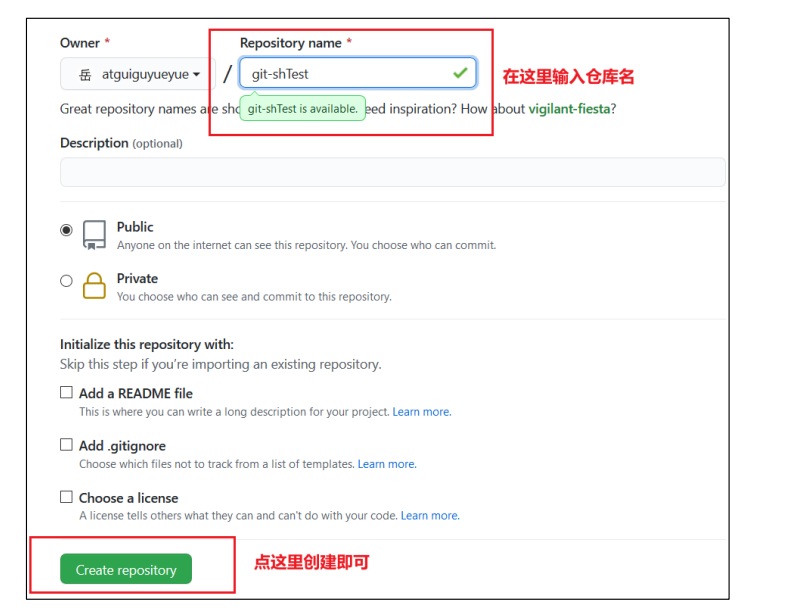 Owner *
Repository name *
岳 atguiguyueyue
/
git-shTest
在这里输入仓库名
Great repository names are sho
git-shTest is available.
eed inspiration? How about vigilant-fiesta?
Description (optional)
Public
Anyone on the internet can see this repository. You choose who can commit.
Private
You choose who can see and commit to this repository.
Initialize this repository with:
Skip this step if you're importing an existing repository.
Add a README file
This is where you can write a long description for your project. Learn more.
Add .gitignore
Choose which files not to track from a list of templates. Learn more.
Choose a license
A license tells others what they can and can't do with your code. Learn more.
Create repository
点这里创建即可